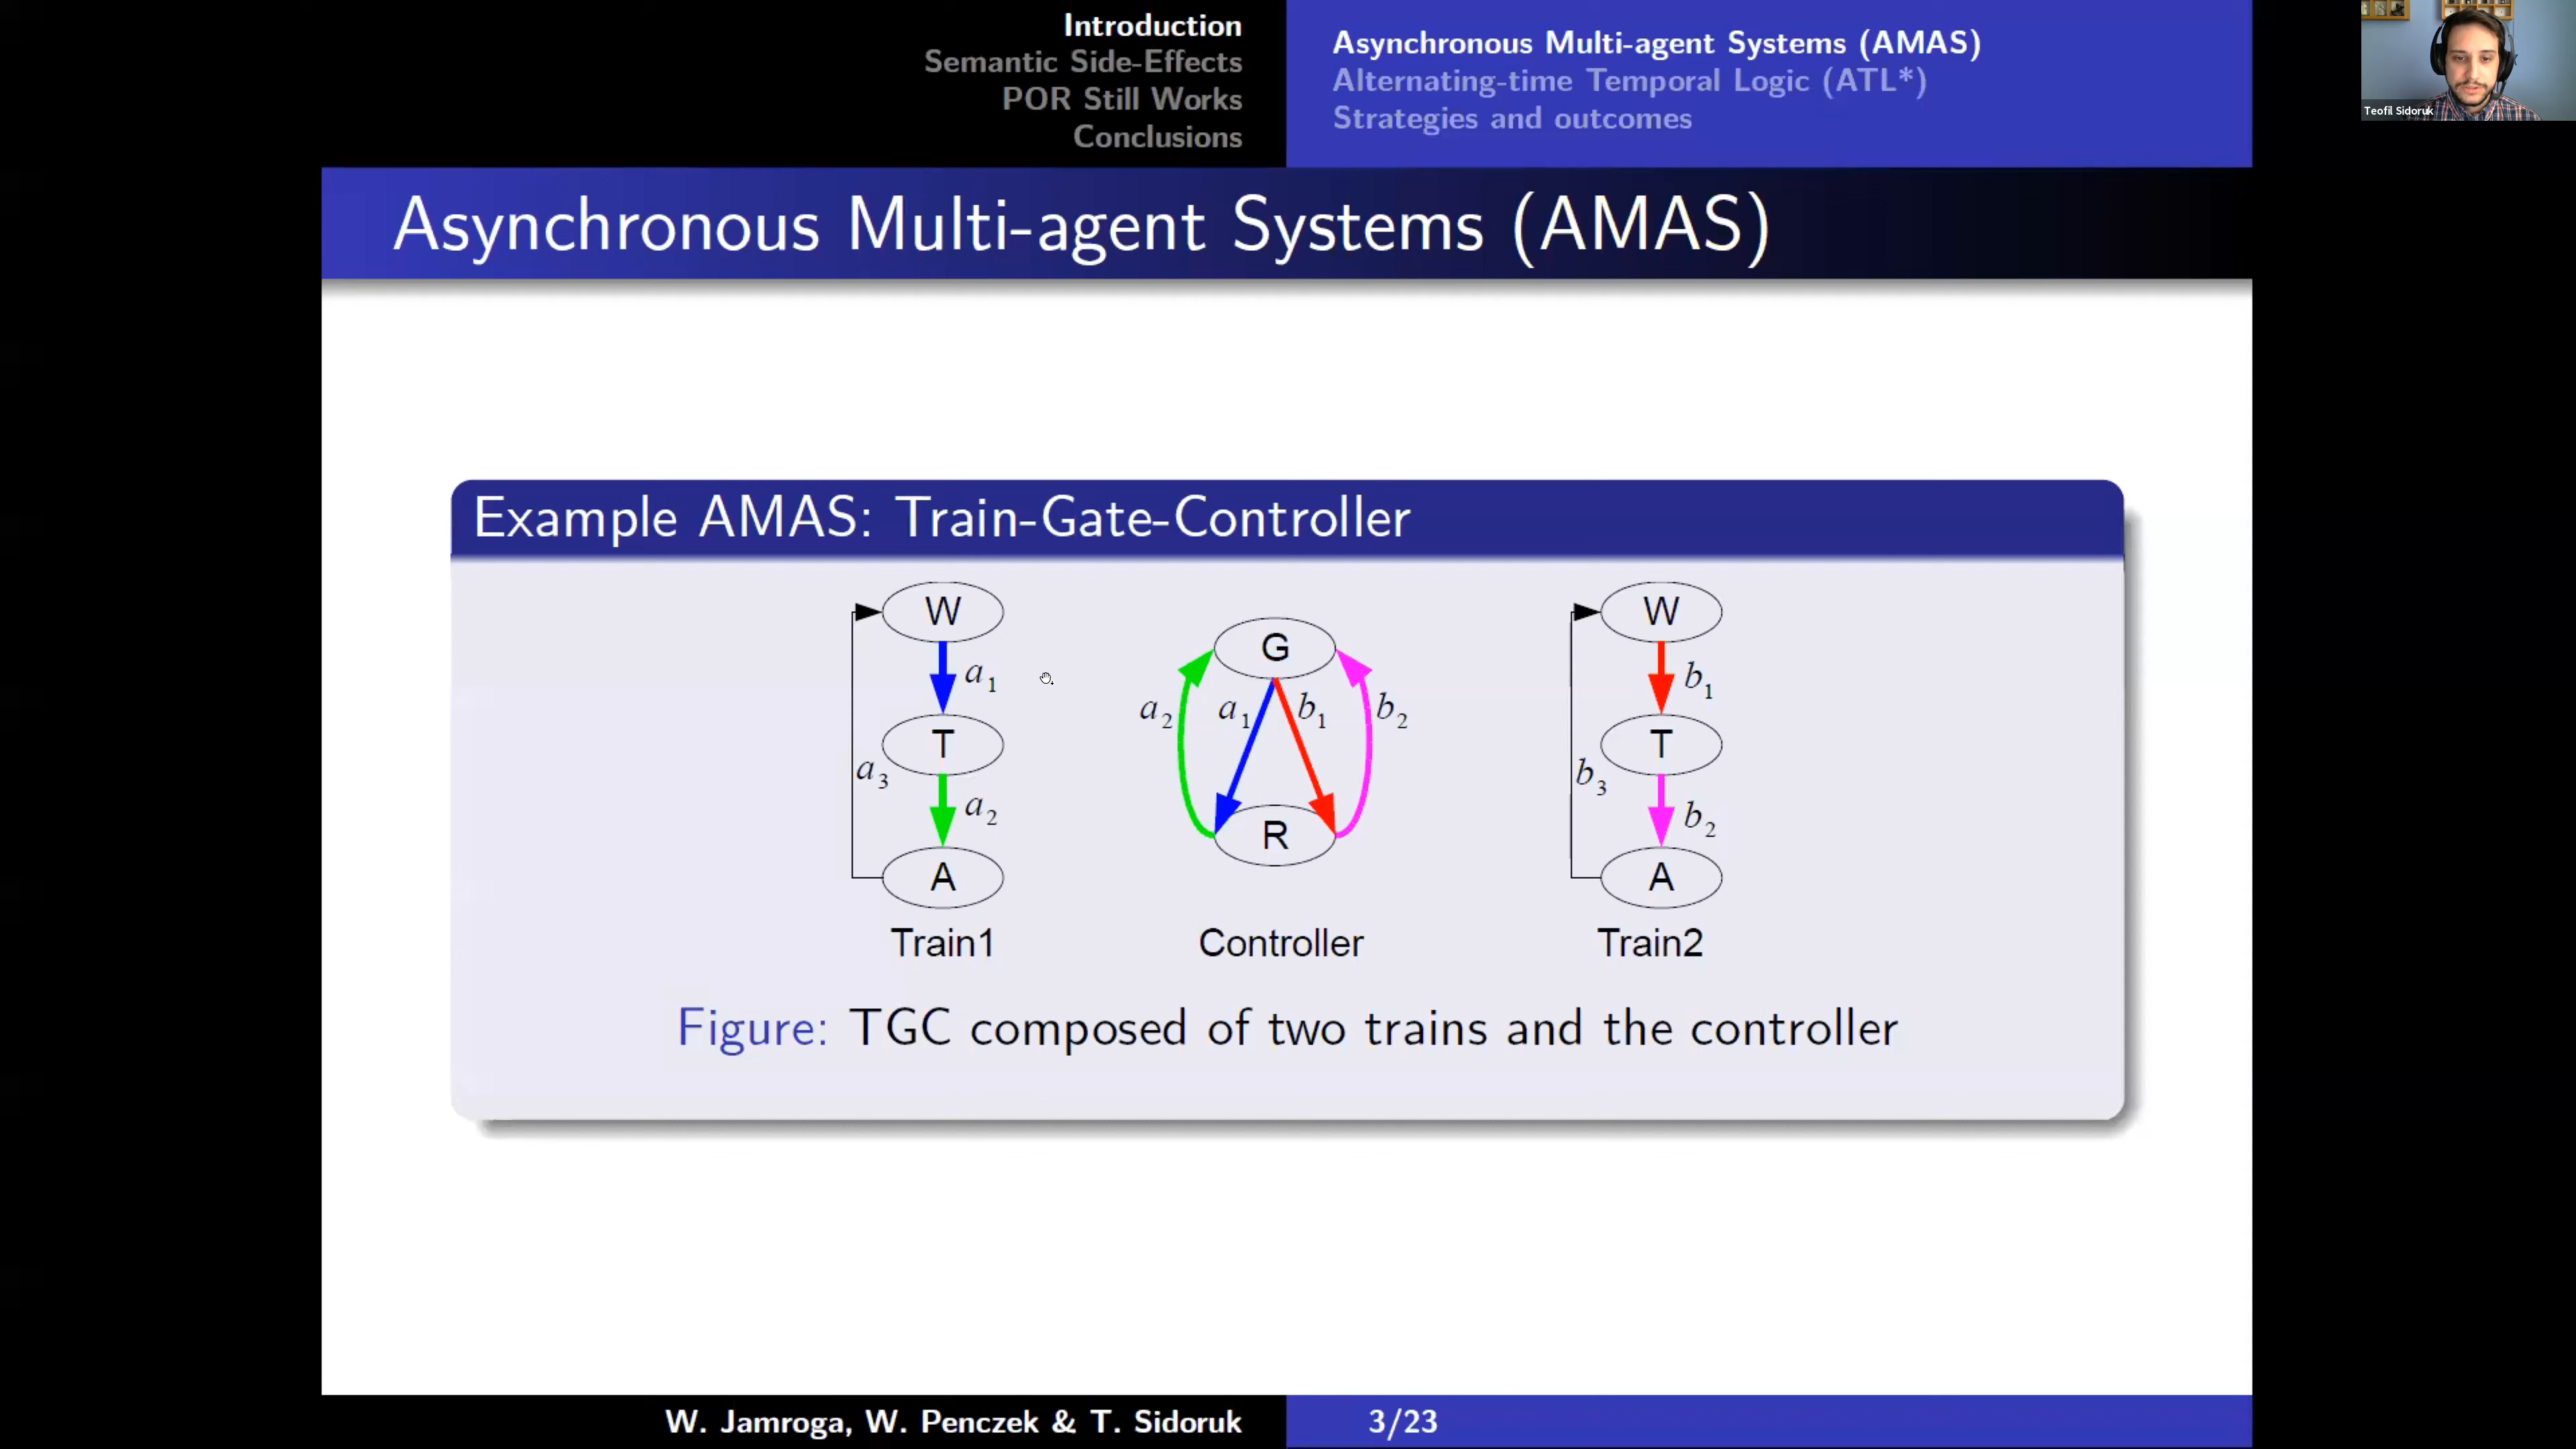 Introduction
Semantic Side-Effects
POR Still Works
Conclusions
Asynchronous Multi-agent Systems (AMAS)
Alternating-time Temporal Logic (ATL*)
Strategies and outcomes
Teofil Sidoruk
Asynchronous Multi-agent Systems (AMAS)
Example AMAS: Train-Gate-Controller
W
a1
T
a3
a2
A
Train1
G
a2
a1
b1
b2
R
Controller
W
b1
T
b3
b2
A
Train2
Figure: TGC composed of two trains and the controller
W. Jamroga, W. Penczek & T. Sidoruk
3/23